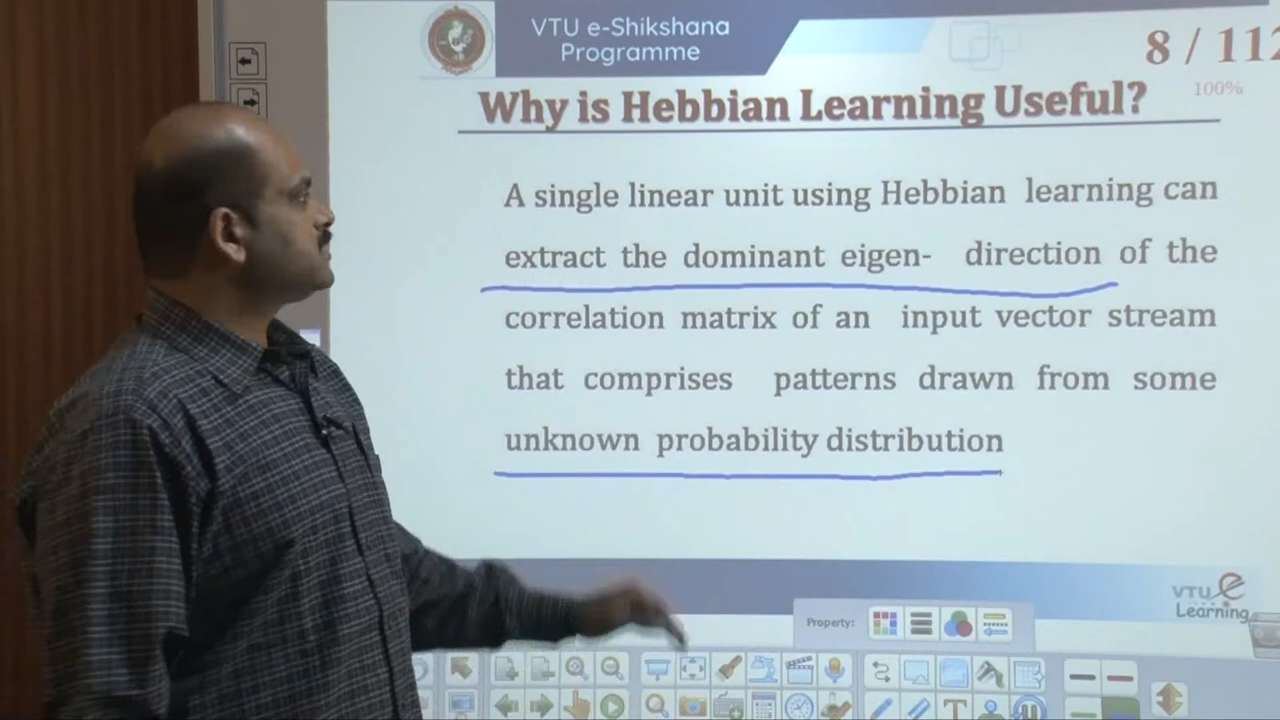 VTU e-Shikshana
Programme
8 / 112
100%
Why is Hebbian Learning Useful?
A single linear unit using Hebbian learning can
extract the dominant eigen- direction of the
correlation matrix of an input vector stream
that comprises patterns drawn from some
unknown probability distribution
VTU e
Learning
Property: